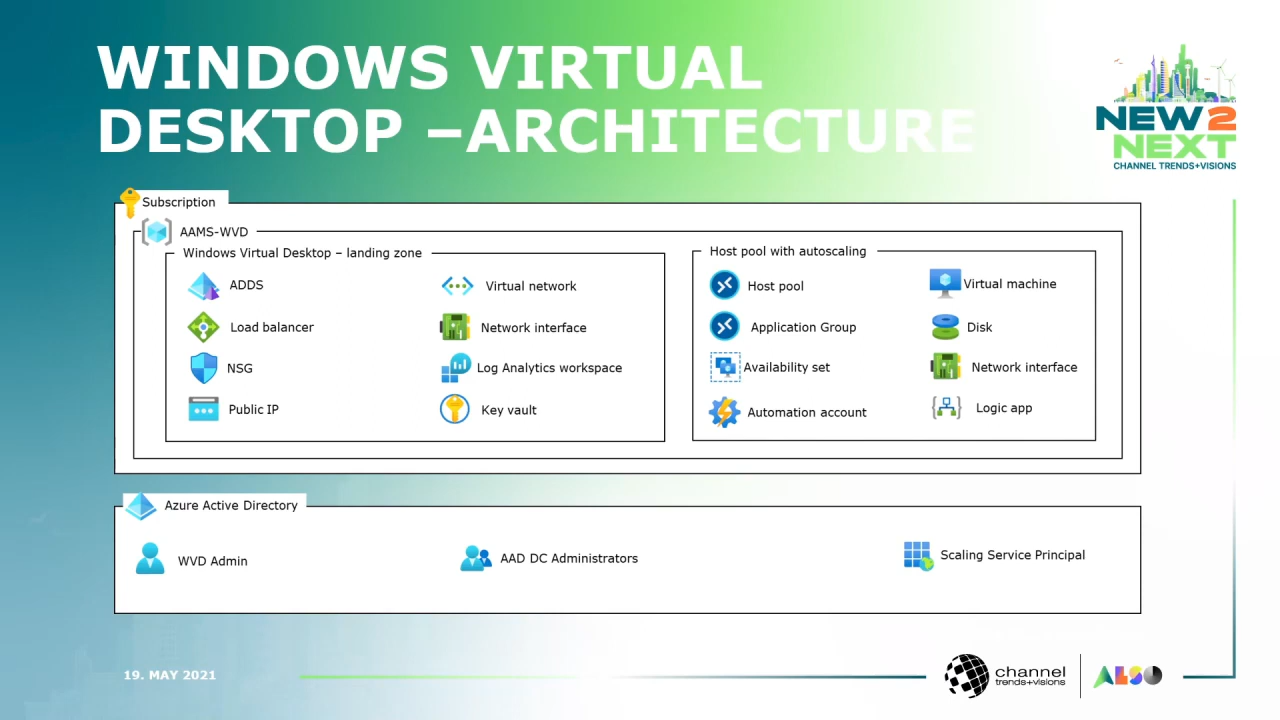 WINDOWS VIRTUAL
DESKTOP –ARCHITECTURE
NEW2
NEXT
CHANNEL TRENDS+VISIONS
Subscription
AAMS-WVD
Windows Virtual Desktop – landing zone
ADDS
Virtual network
Load balancer
Network interface
NSG
Log Analytics workspace
Public IP
Key vault
Host pool with autoscaling
Host pool
Virtual machine
Application Group
Disk
Availability set
Network interface
Automation account
Logic app
Azure Active Directory
WVD Admin
AAD DC Administrators
Scaling Service Principal
19. MAY 2021
channel
trends+visions
ALSO